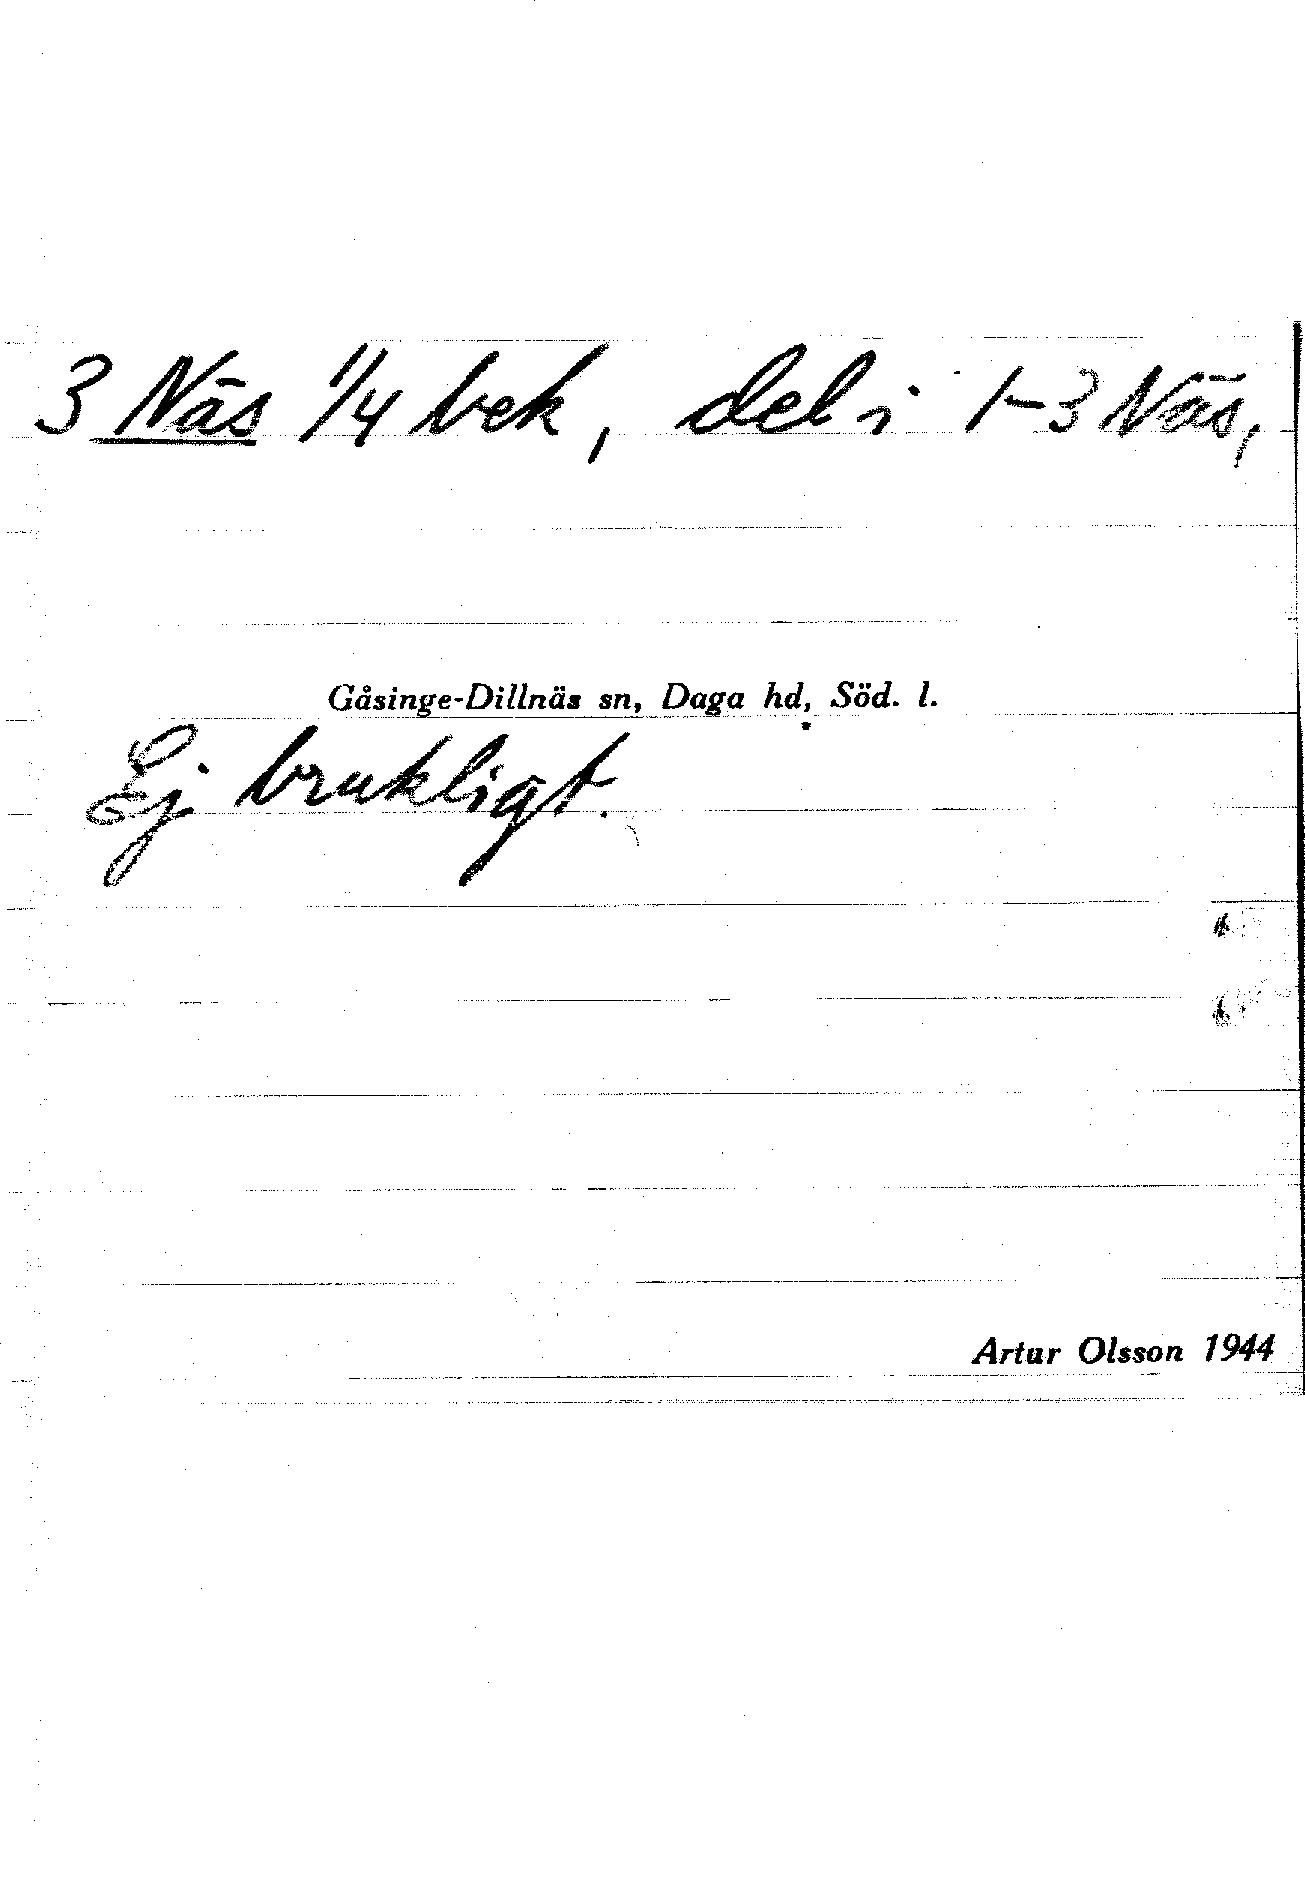 3 Näs 1/4 bek, del i 1-3 Näs,
Gåsinge-Dillnäs sn, Daga hd, Söd. l.
Ej brukligt.
Artur Olsson 1944